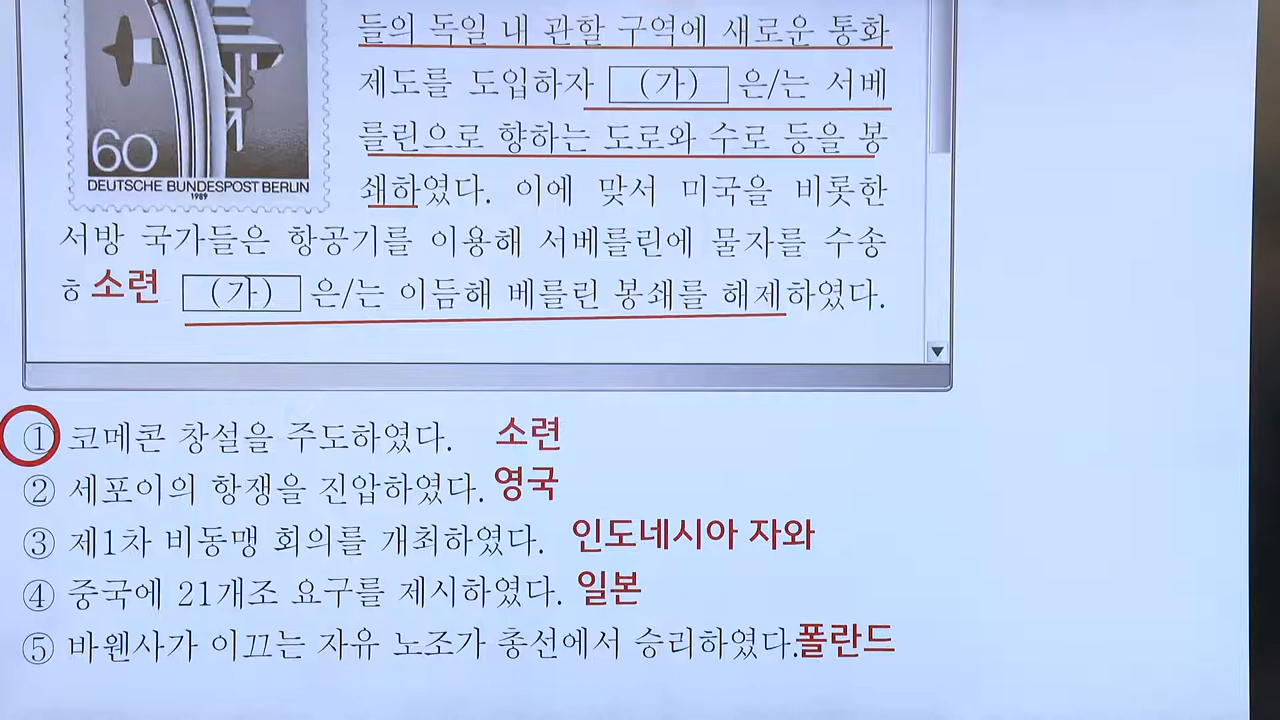 들의 독일 내 관할 구역에 새로운 통화
제도를 도입하자 (가) 은/는 서베
를린으로 향하는 도로와 수로 등을 봉
쇄하였다. 이에 맞서 미국을 비롯한
60
DEUTSCHE BUNDESPOST BERLIN
1989
서방 국가들은 항공기를 이용해 서베를린에 물자를 수송
ㅎ 소련 (가) 은/는 이듬해 베를린 봉쇄를 해제하였다.
① 코메콘 창설을 주도하였다. 소련
② 세포이의 항쟁을 진압하였다. 영국
③ 제1차 비동맹 회의를 개최하였다. 인도네시아 자와
④ 중국에 21개조 요구를 제시하였다. 일본
⑤ 바웬사가 이끄는 자유 노조가 총선에서 승리하였다. 폴란드